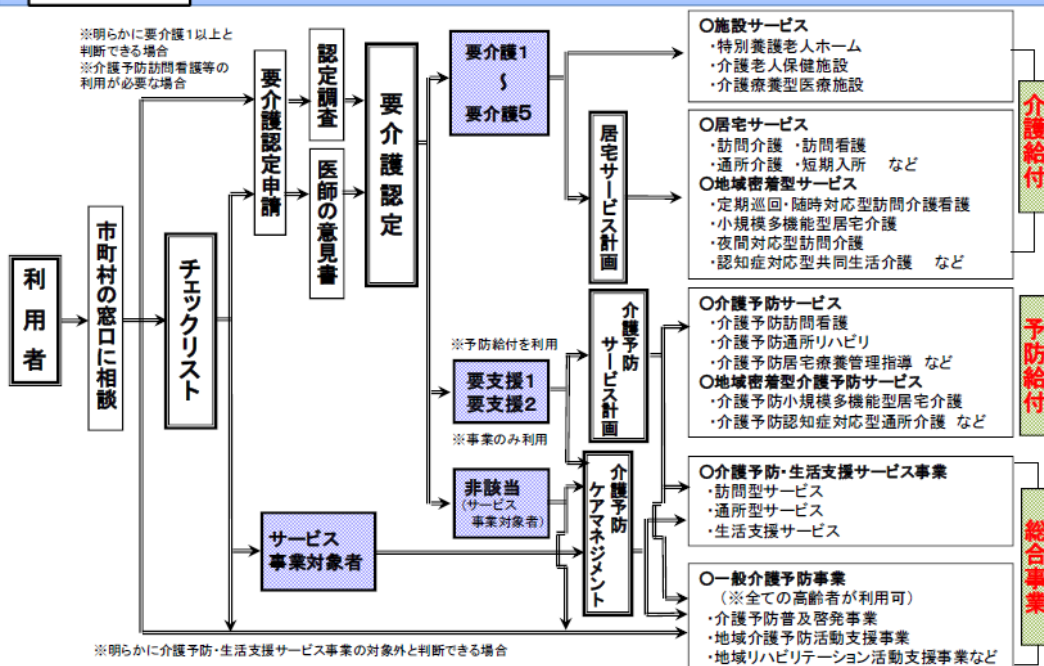 ※明らかに要介護1以上と
判断できる場合
※介護予防訪問看護等の
利用が必要な場合
利用者
市町村の窓口に相談
チェックリスト
要介護認定申請
認定調査
医師の意見書
要介護認定
要介護1
〜
要介護5
※予防給付を利用
要支援1
要支援2
※事業のみ利用
非該当
(サービス
事業対象者)
サービス
事業対象者
居宅サービス計画
介護予防
サービス計画
介護予防
ケアマネジメント
○施設サービス
・特別養護老人ホーム
・介護老人保健施設
・介護療養型医療施設
○居宅サービス
・訪問介護 ・訪問看護
・通所介護 ・短期入所 など
○地域密着型サービス
・定期巡回・随時対応型訪問介護看護
・小規模多機能型居宅介護
・夜間対応型訪問介護
・認知症対応型共同生活介護 など
介護給付
○介護予防サービス
・介護予防訪問看護
・介護予防通所リハビリ
・介護予防居宅療養管理指導 など
○地域密着型介護予防サービス
・介護予防小規模多機能型居宅介護
・介護予防認知症対応型通所介護 など
予防給付
○介護予防・生活支援サービス事業
・訪問型サービス
・通所型サービス
・生活支援サービス
○一般介護予防事業
(※全ての高齢者が利用可)
・介護予防普及啓発事業
・地域介護予防活動支援事業
・地域リハビリテーション活動支援事業など
総合事業
※明らかに介護予防・生活支援サービス事業の対象外と判断できる場合